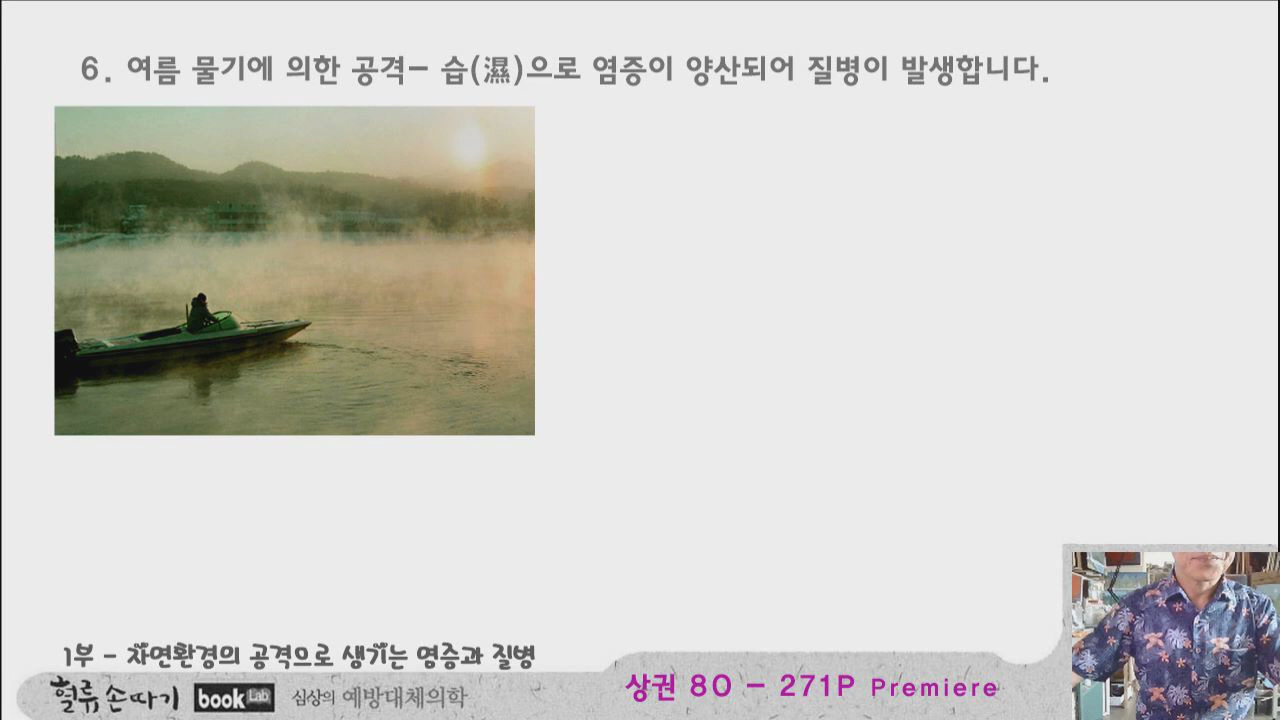 6. 여름 물기에 의한 공격- 습(濕)으로 염증이 양산되어 질병이 발생합니다.
1부 - 자연환경의 공격으로 생기는 염증과 질병
혈류 손따기 book Lab 심상의 예방대체의학
상권 80 - 271P Premiere